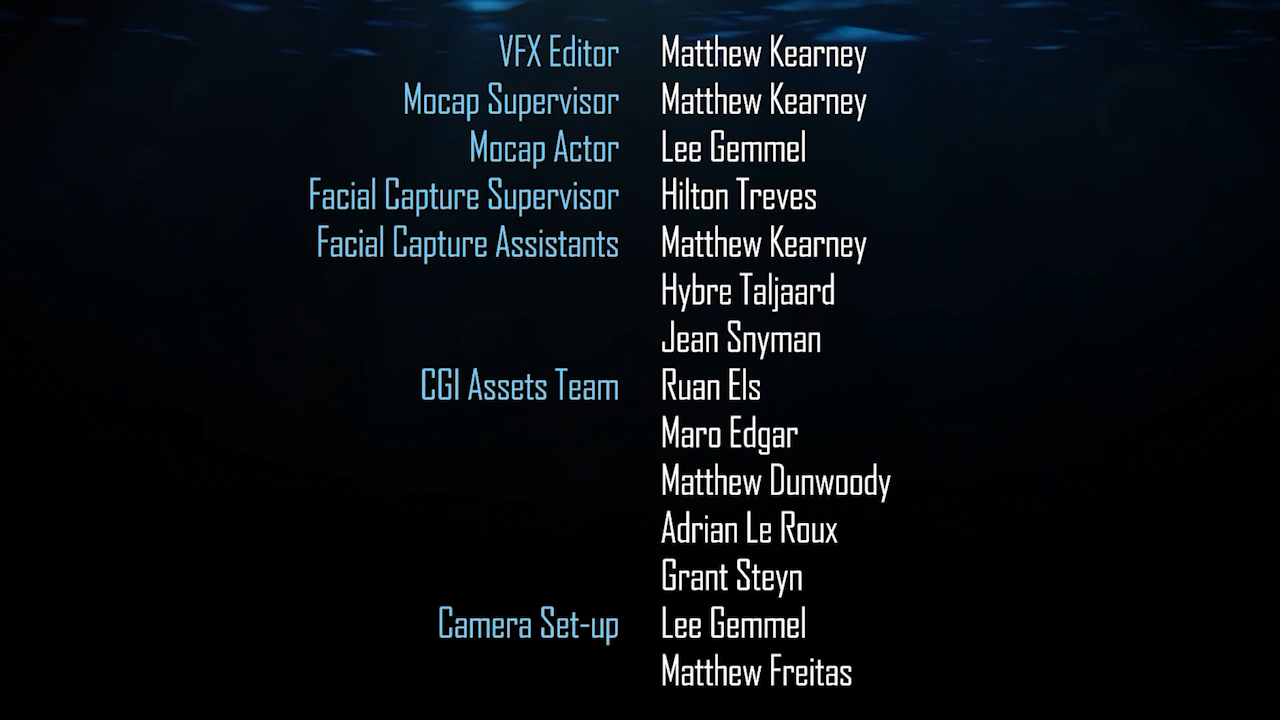 VFX Editor Matthew Kearney
Mocap Supervisor Matthew Kearney
Mocap Actor Lee Gemmel
Facial Capture Supervisor Hilton Treves
Facial Capture Assistants Matthew Kearney
Hybre Taljaard
Jean Snyman
CGI Assets Team Ruan Els
Maro Edgar
Matthew Dunwoody
Adrian Le Roux
Grant Steyn
Camera Set-up Lee Gemmel
Matthew Freitas